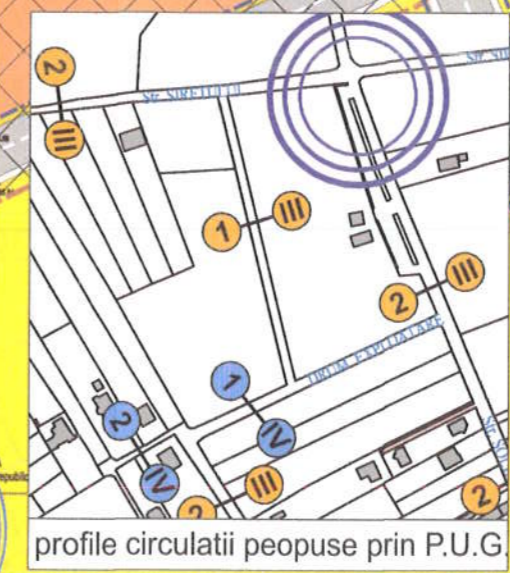 2
III
Str. SIRETULUI
1
III
2
III
DRUM EXPLOATARE
1
IV
2
IV
2
III
2
profile circulatii peopuse prin P.U.G.